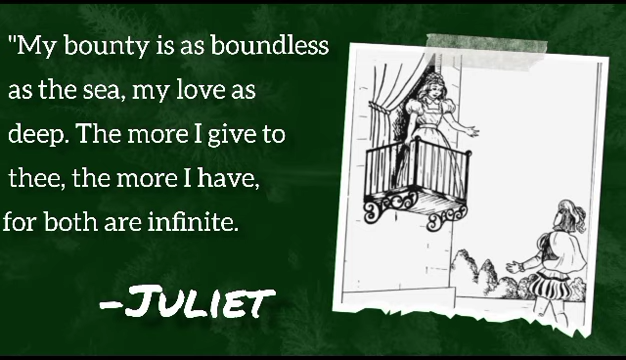 "My bounty is as boundless
as the sea, my love as
deep. The more I give to
thee, the more I have,
for both are infinite.
-JULIET